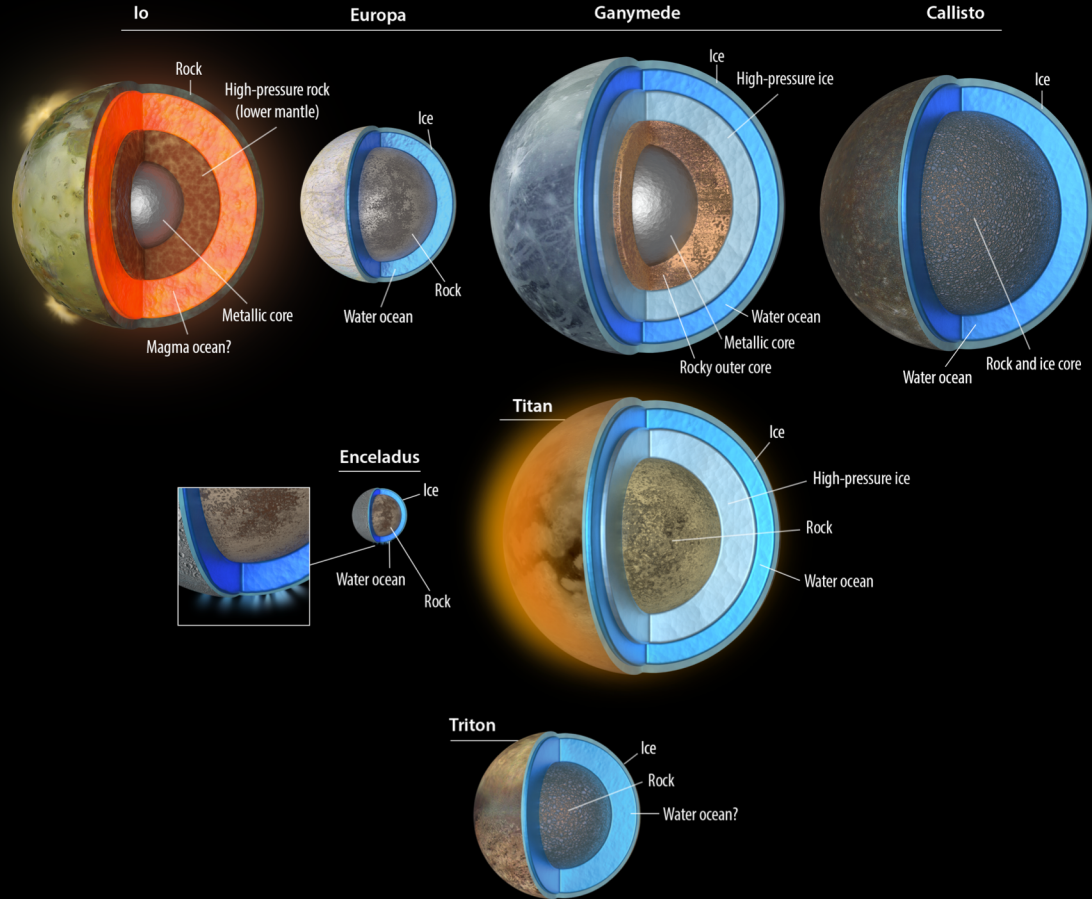 Io
Europa
Ganymede
Callisto
Rock
High-pressure rock
(lower mantle)
Metallic core
Magma ocean?
Ice
Rock
Water ocean
Ice
High-pressure ice
Water ocean
Metallic core
Rocky outer core
Ice
Rock and ice core
Water ocean
Enceladus
Ice
Water ocean
Rock
Titan
Ice
High-pressure ice
Rock
Water ocean
Triton
Ice
Rock
Water ocean?